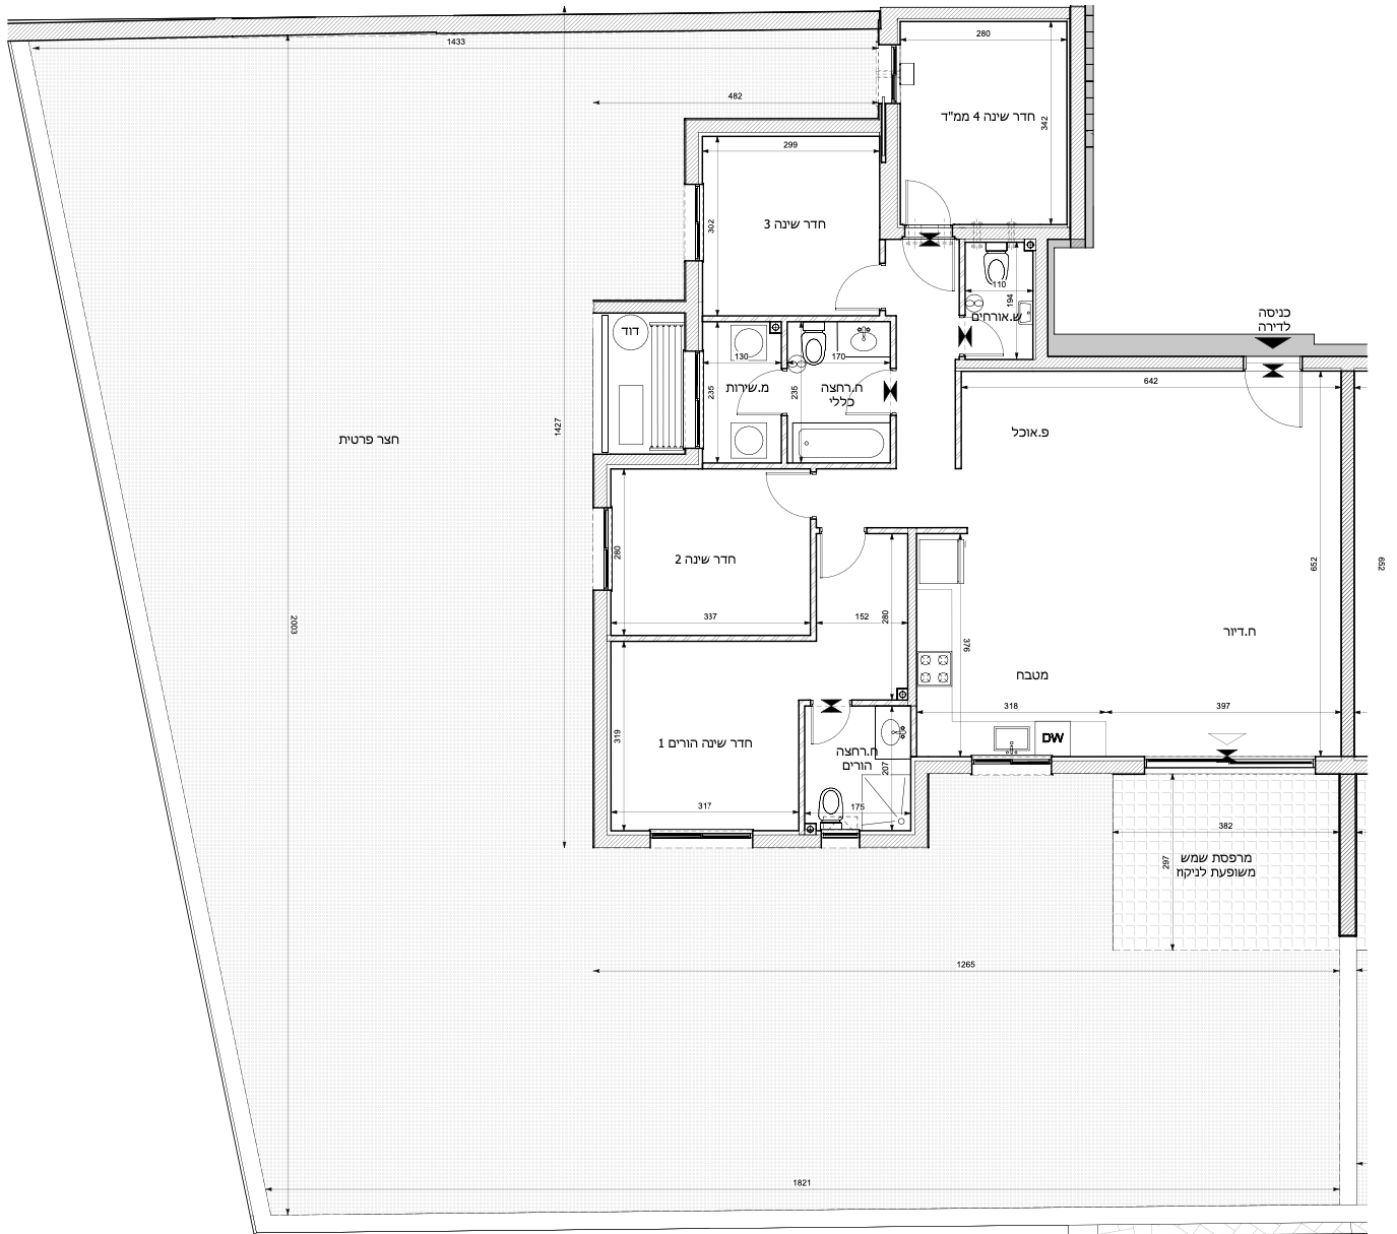 1433
280
482
חדר שינה 4 ממ"ד
342
299
חדר שינה 3
302
110
194
ש.אורחים
כניסה
לדירה
דוד
130
170
642
מ.שירות
ח.רחצה
כללי
235
235
פ.אוכל
חצר פרטית
1427
280
חדר שינה 2
652
652
2003
337
152
280
376
ח.דיור
מטבח
318
397
319
חדר שינה הורים 1
ח.רחצה
הורים
207
DW
317
175
382
מרפסת שמש
משופעת לניקוז
297
1265
1821